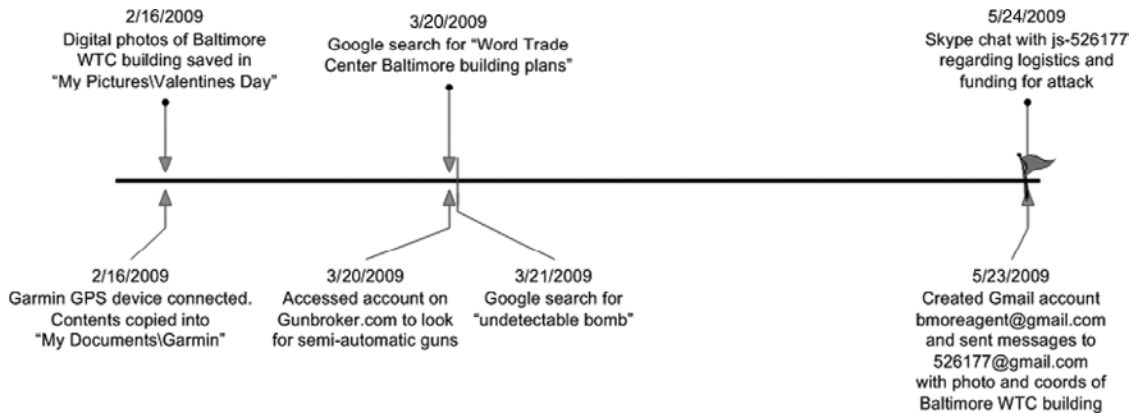 2/16/2009
Digital photos of Baltimore
WTC building saved in
“My Pictures\Valentines Day”
3/20/2009
Google search for “Word Trade
Center Baltimore building plans”
5/24/2009
Skype chat with js-526177
regarding logistics and
funding for attack
2/16/2009
Garmin GPS device connected.
Contents copied into
“My Documents\Garmin”
3/20/2009
Accessed account on
Gunbroker.com to look
for semi-automatic guns
3/21/2009
Google search for
“undetectable bomb”
5/23/2009
Created Gmail account
bmoreagent@gmail.com
and sent messages to
526177@gmail.com
with photo and coords of
Baltimore WTC building